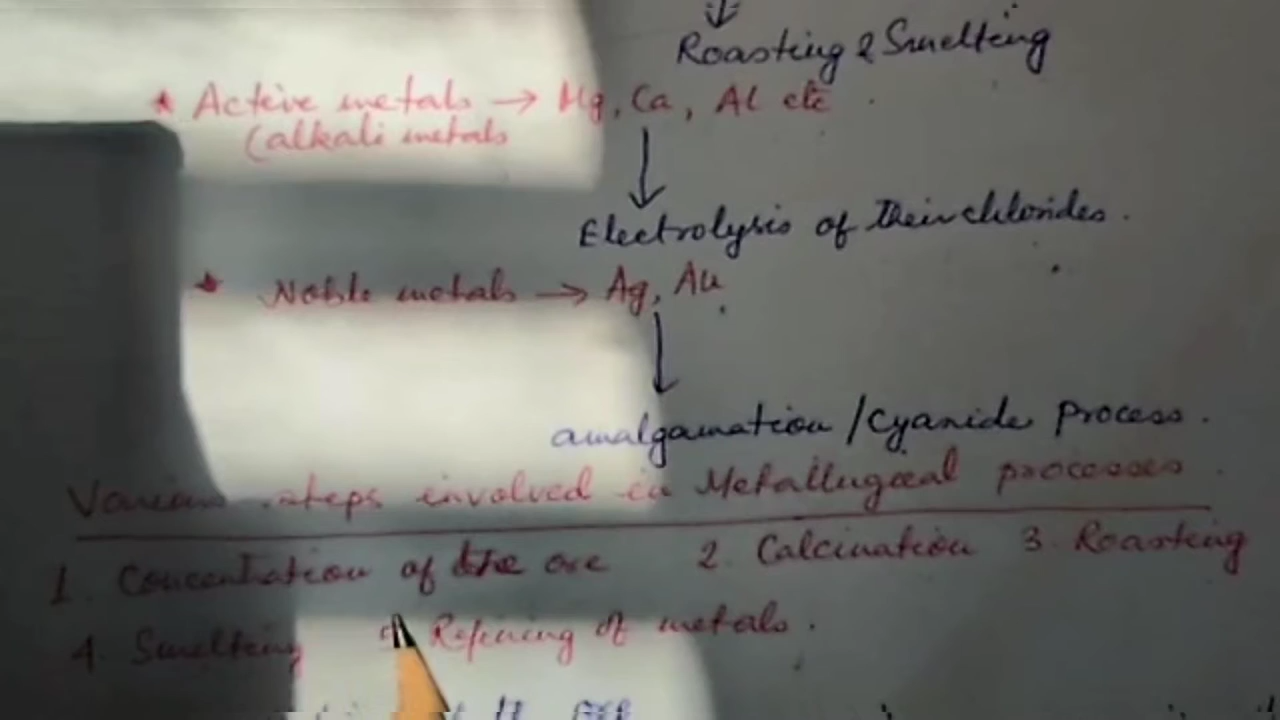 Roasting & Smelting
* Active metals → Mg, Ca, Al etc
(alkali metals
Electrolysis of their chlorides.
* Noble metals → Ag, Au
amalgamation / Cyanide process.
Various steps involved in Metallugical processes.
1. Concentration of the ore 2. Calcination 3. Roasting
4. Smelting Refining of metals.